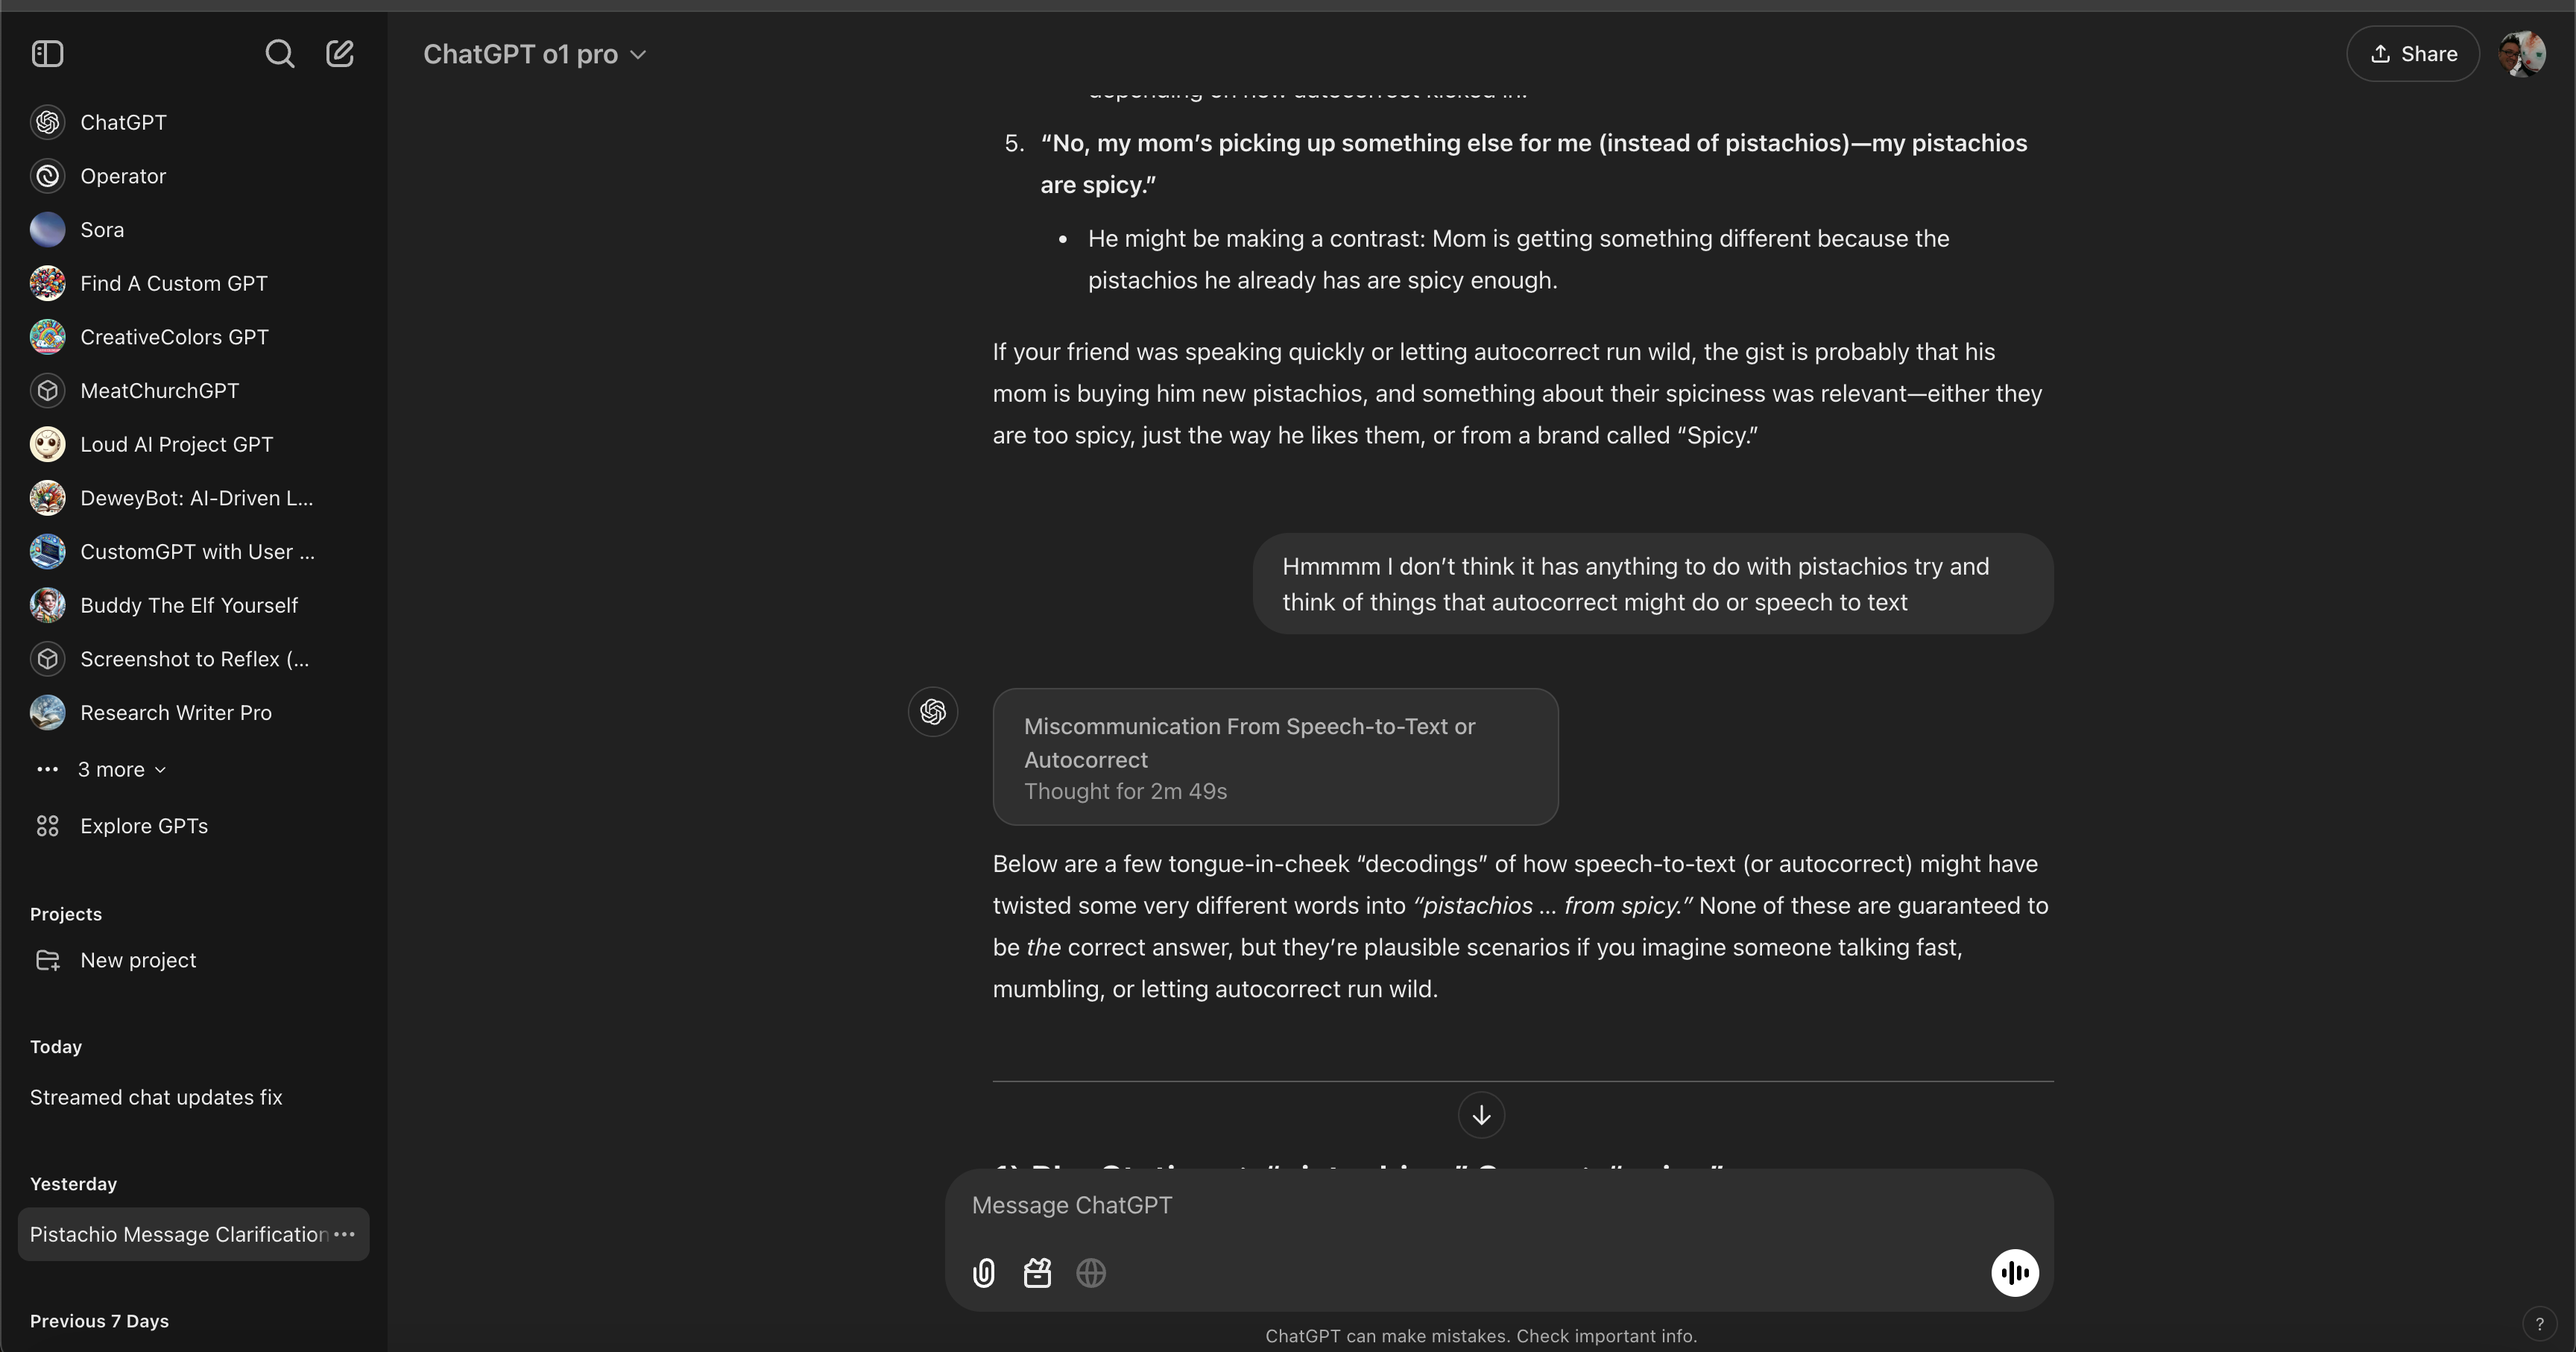 ChatGPT
Operator
Sora
Find A Custom GPT
CreativeColors GPT
MeatChurchGPT
Loud AI Project GPT
DeweyBot: AI-Driven L...
CustomGPT with User ...
Buddy The Elf Yourself
Screenshot to Reflex (...
Research Writer Pro
3 more
Explore GPTs
Projects
New project
Today
Streamed chat updates fix
Yesterday
Pistachio Message Clarification
Previous 7 Days
ChatGPT o1 pro
Share
depending on how autocorrect kicked in.
5. “No, my mom’s picking up something else for me (instead of pistachios)—my pistachios
are spicy.”
• He might be making a contrast: Mom is getting something different because the
pistachios he already has are spicy enough.
If your friend was speaking quickly or letting autocorrect run wild, the gist is probably that his
mom is buying him new pistachios, and something about their spiciness was relevant—either they
are too spicy, just the way he likes them, or from a brand called “Spicy.”
Hmmmm I don’t think it has anything to do with pistachios try and
think of things that autocorrect might do or speech to text
Miscommunication From Speech-to-Text or
Autocorrect
Thought for 2m 49s
Below are a few tongue-in-cheek “decodings” of how speech-to-text (or autocorrect) might have
twisted some very different words into “pistachios ... from spicy.” None of these are guaranteed to
be the correct answer, but they’re plausible scenarios if you imagine someone talking fast,
mumbling, or letting autocorrect run wild.
Message ChatGPT
ChatGPT can make mistakes. Check important info.
?